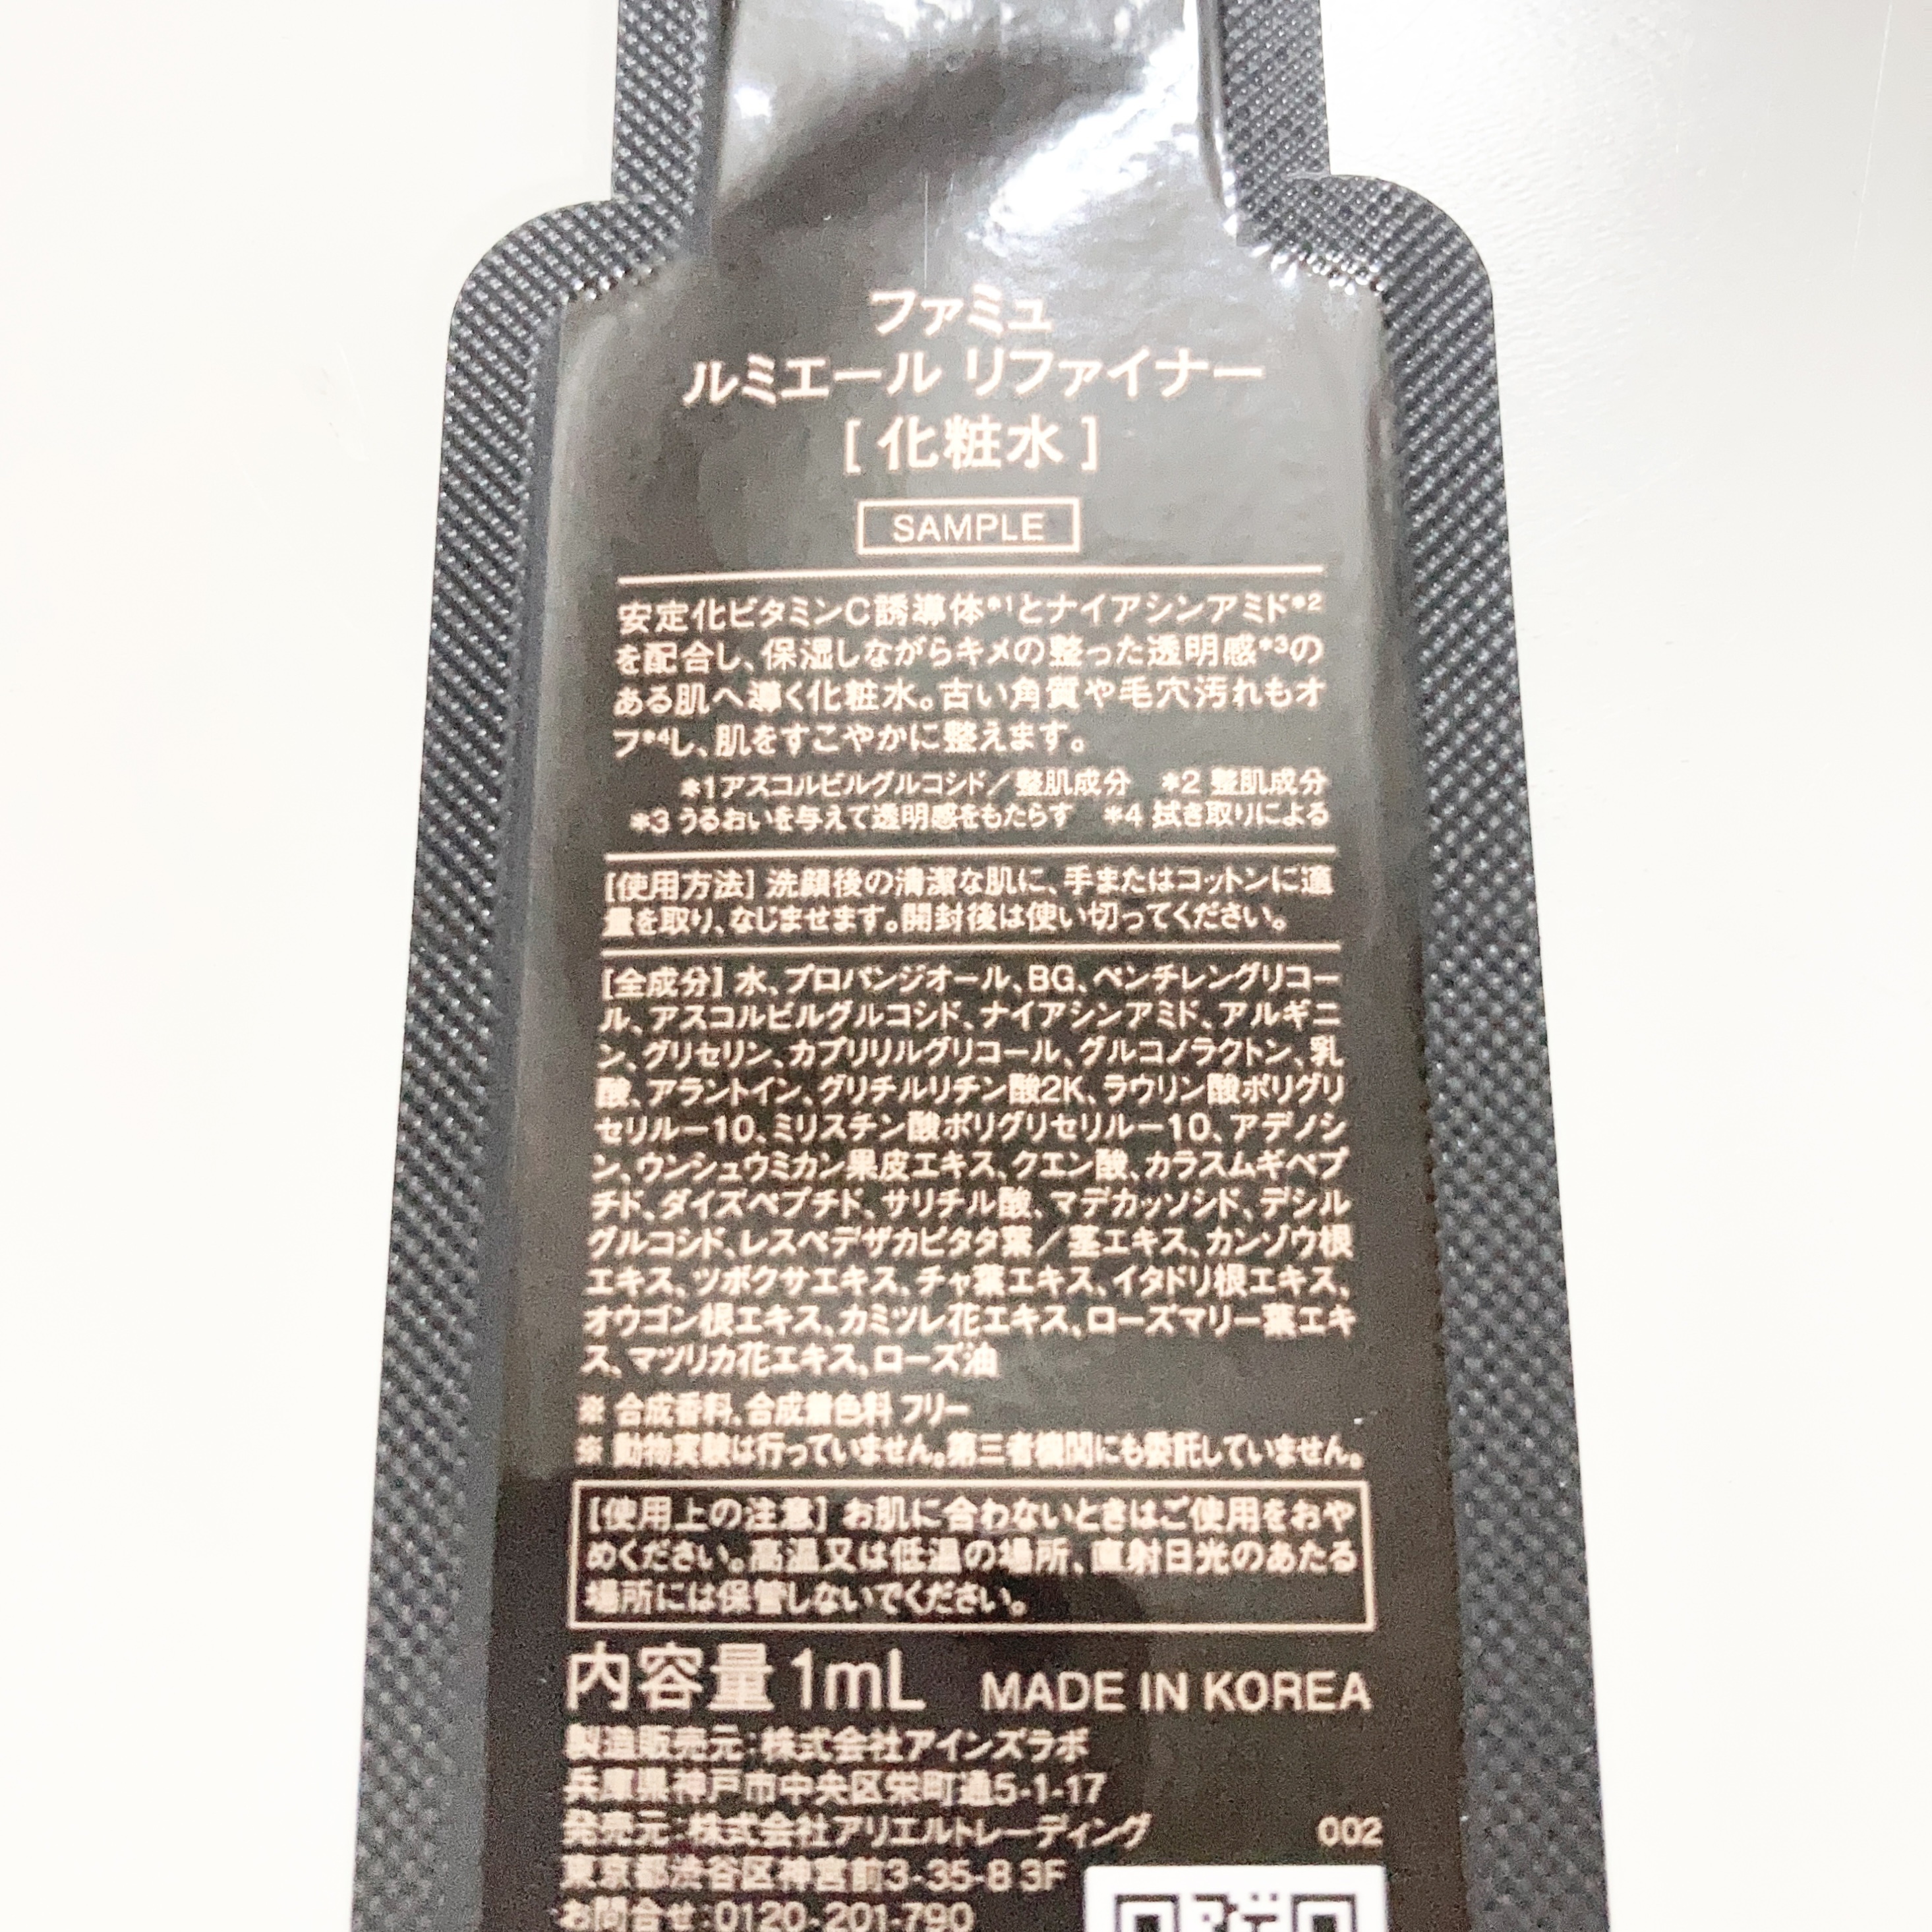 ファミュ
ルミエール リファイナー
[ 化粧水 ]
SAMPLE
安定化ビタミンC誘導体*1とナイアシンアミド*2
を配合し、保湿しながらキメの整った透明感*3の
ある肌へ導く化粧水。古い角質や毛穴汚れもオ
フ*4し、肌をすこやかに整えます。
*1アスコルビルグルコシド／整肌成分 *2 整肌成分
*3 うるおいを与えて透明感をもたらす *4 拭き取りによる
[使用方法] 洗顔後の清潔な肌に、手またはコットンに適
量を取り、なじませます。開封後は使い切ってください。
[全成分] 水、プロパンジオール、BG、ペンチレングリコー
ル、アスコルビルグルコシド、ナイアシンアミド、アルギニ
ン、グリセリン、カプリリルグリコール、グルコノラクトン、乳
酸、アラントイン、グリチルリチン酸2K、ラウリン酸ポリグリ
セリルー10、ミリスチン酸ポリグリセリルー10、アデノシ
ン、ウンシュウミカン果皮エキス、クエン酸、カラスムギペプ
チド、ダイズペプチド、サリチル酸、マデカッソシド、デシル
グルコシド、レスペデザカピタタ葉／茎エキス、カンゾウ根
エキス、ツボクサエキス、チャ葉エキス、イタドリ根エキス、
オウゴン根エキス、カミツレ花エキス、ローズマリー葉エキ
ス、マツリカ花エキス、ローズ油
※ 合成香料、合成着色料 フリー
※ 動物実験は行っていません。第三者機関にも委託していません。
[使用上の注意] お肌に合わないときはご使用をおや
めください。高温又は低温の場所、直射日光のあたる
場所には保管しないでください。
内容量 1mL MADE IN KOREA
製造販売元:株式会社アインズラボ
兵庫県神戸市中央区栄町通5-1-17
発売元:株式会社アリエルトレーディング 002
東京都渋谷区神宮前3-35-8 3F
お問合せ:0120-201-790